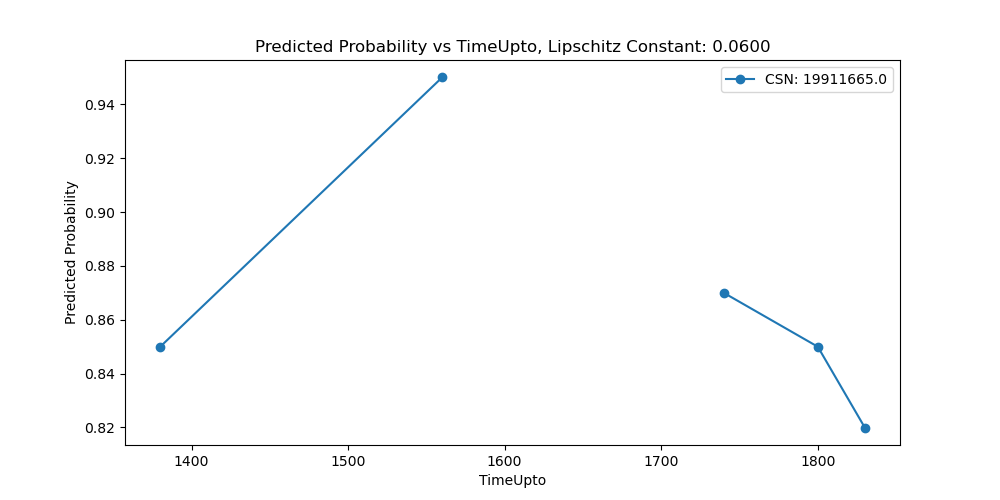 Predicted Probability vs TimeUpto, Lipschitz Constant: 0.0600
CSN: 19911665.0
0.94
0.92
0.90
0.88
0.86
0.84
0.82
Predicted Probability
1400 1500 1600 1700 1800
TimeUpto